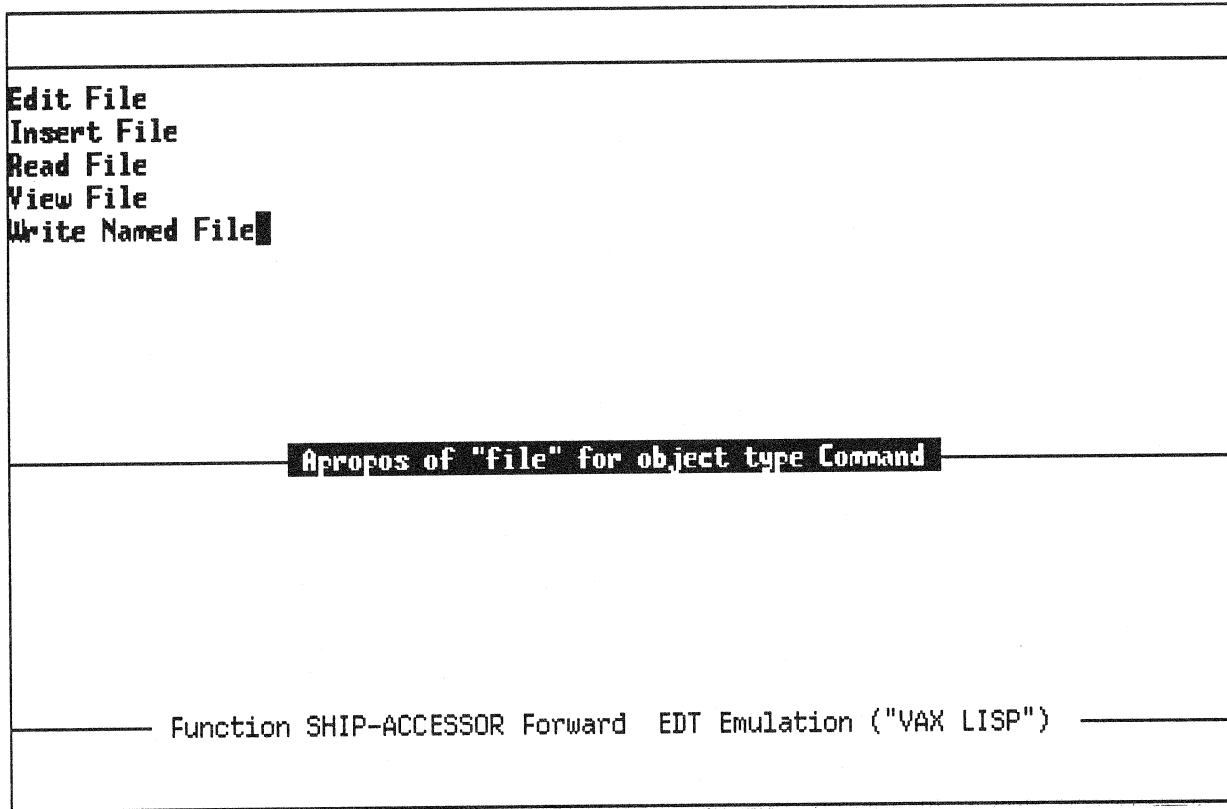 Edit File
Insert File
Read File
View File
Write Named File
Apropos of "file" for object type Command
Function SHIP-ACCESSOR Forward  EDT Emulation ("VAX LISP")